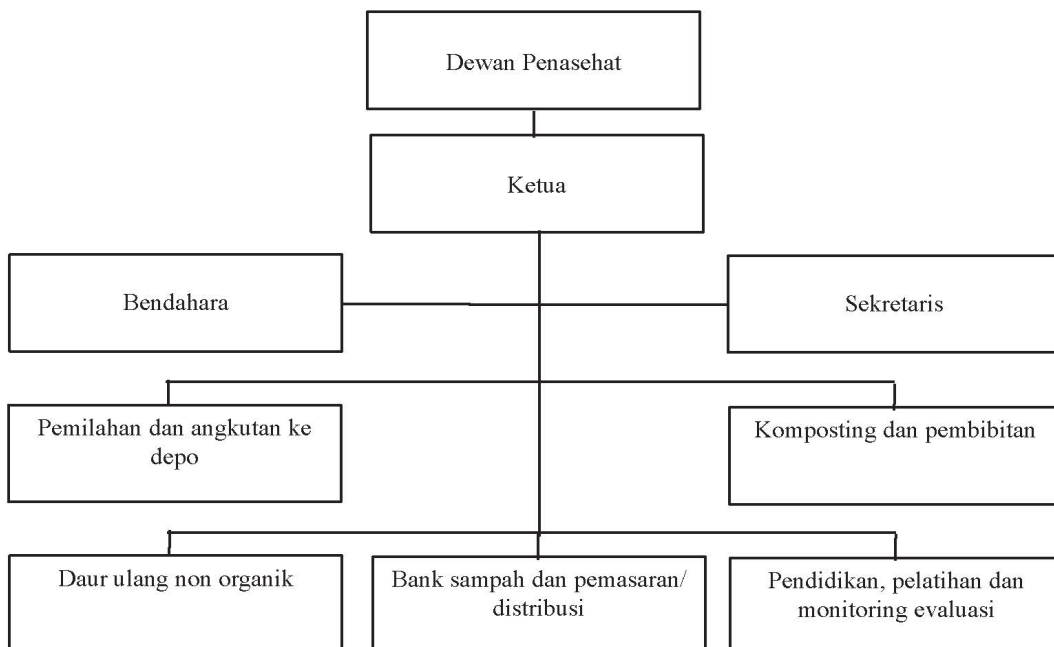 Dewan Penasehat
Ketua
Bendahara
Sekretaris
Pemilahan dan angkutan ke
depo
Komposting dan pembibitan
Daur ulang non organik
Bank sampah dan pemasaran/
distribusi
Pendidikan, pelatihan dan
monitoring evaluasi